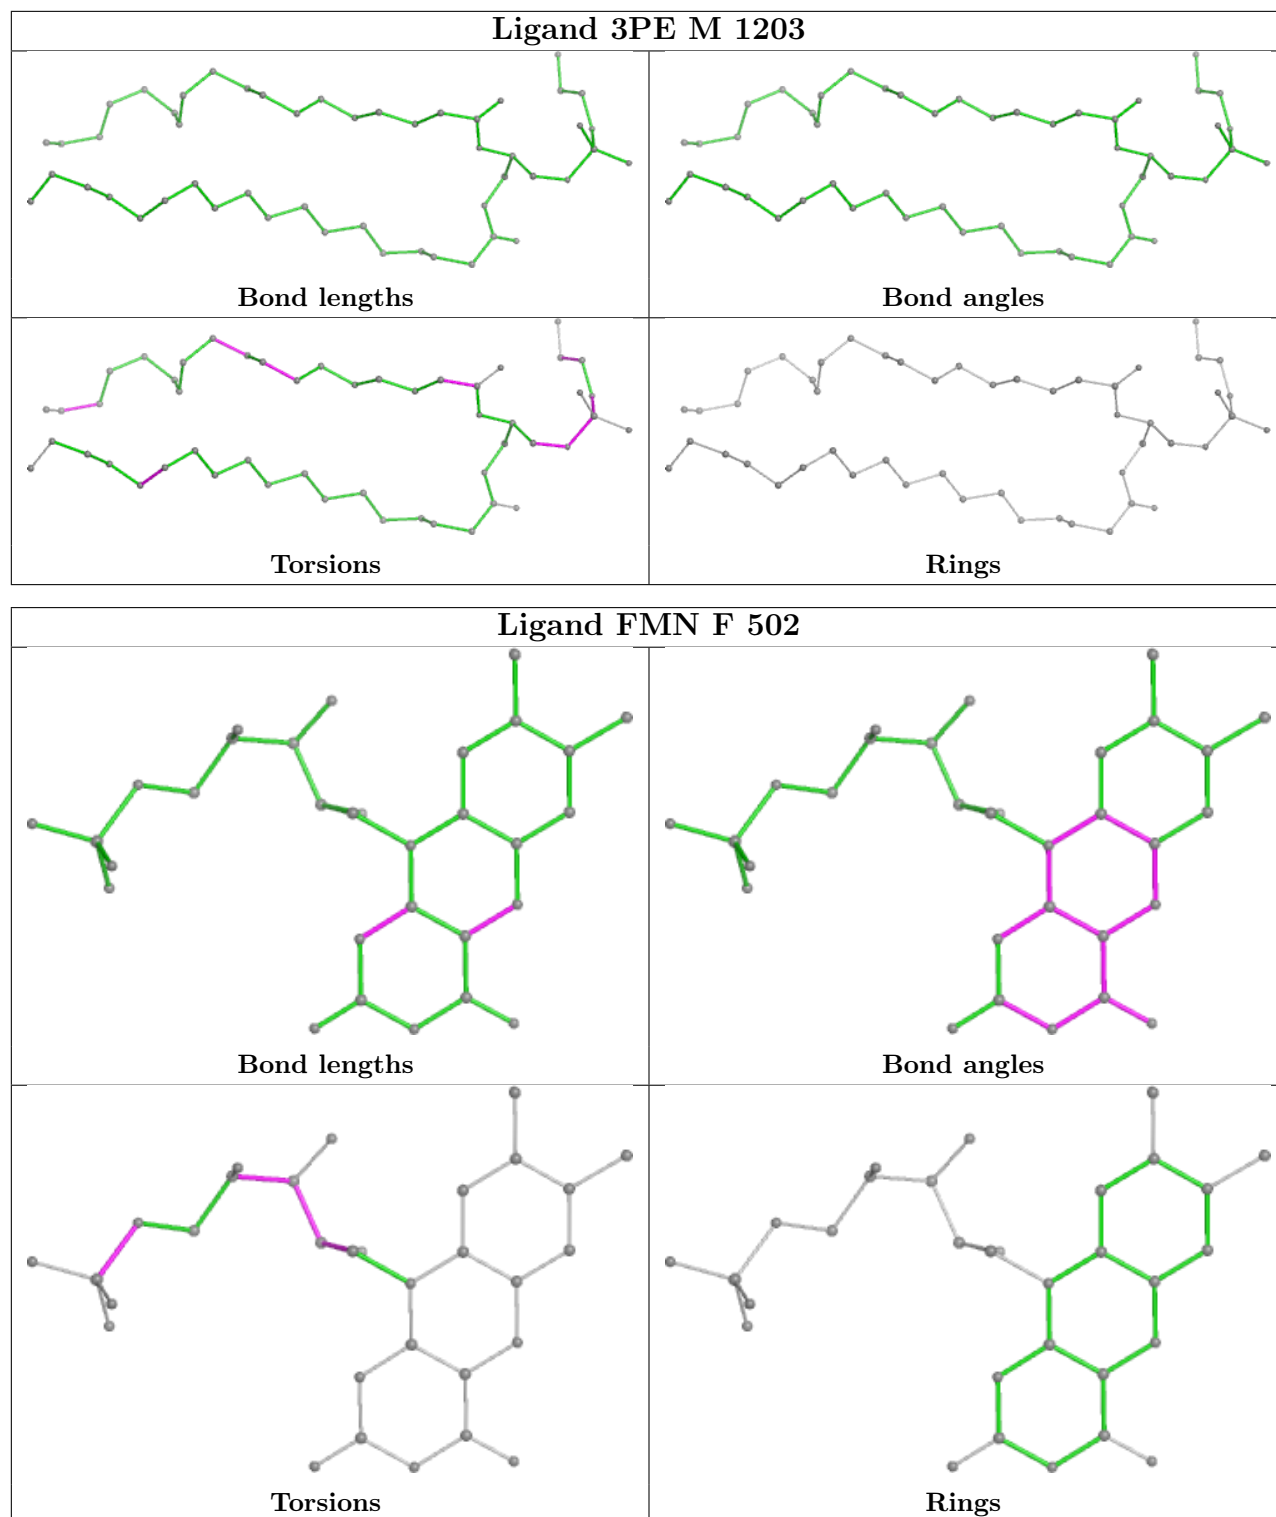 Ligand 3PE M 1203
Bond lengths
Bond angles
Torsions
Rings
Ligand FMN F 502
Bond lengths
Bond angles
Torsions
Rings